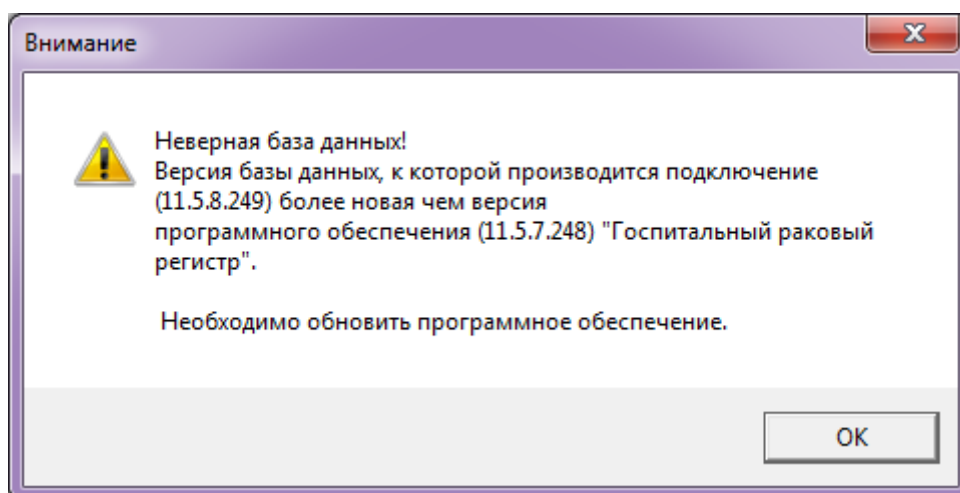 Внимание
Неверная база данных!
Версия базы данных, к которой производится подключение
(11.5.8.249) более новая чем версия
программного обеспечения (11.5.7.248) "Госпитальный раковый
регистр".
Необходимо обновить программное обеспечение.
OK